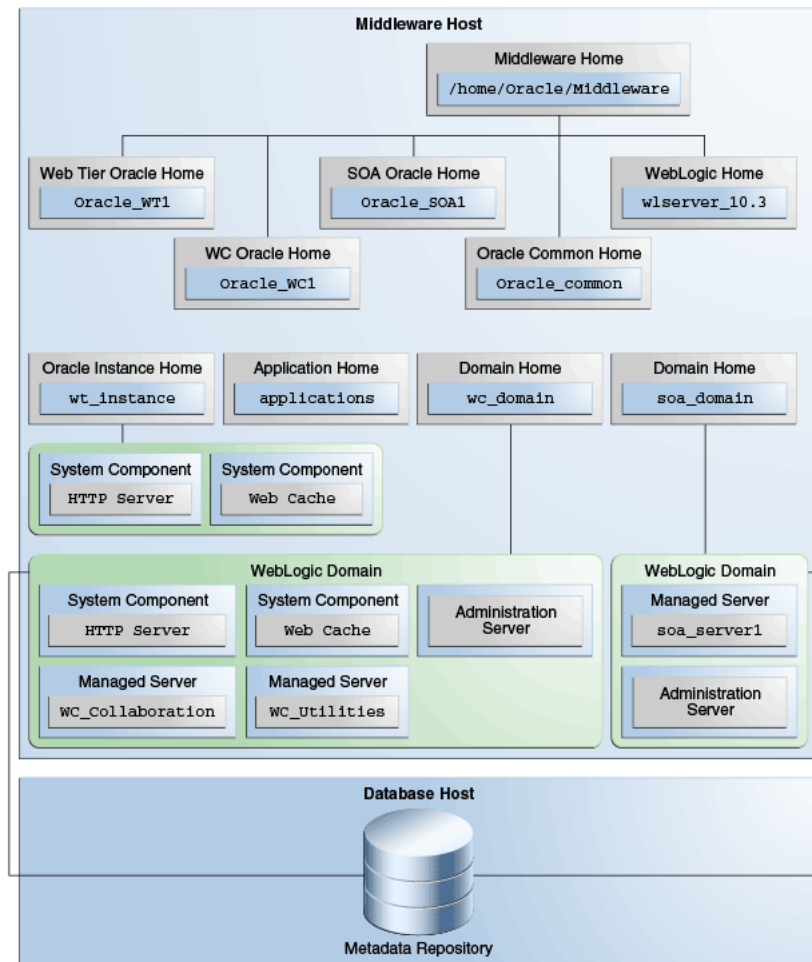 Middleware Host
Middleware Home
/home/Oracle/Middleware
Web Tier Oracle Home
Oracle_WT1
SOA Oracle Home
Oracle_SOA1
WebLogic Home
wlserver_10.3
WC Oracle Home
Oracle_WC1
Oracle Common Home
Oracle_common
Oracle Instance Home
wt_instance
Application Home
applications
Domain Home
wc_domain
Domain Home
soa_domain
System Component
HTTP Server
System Component
Web Cache
WebLogic Domain
System Component
HTTP Server
System Component
Web Cache
Administration
Server
Managed Server
WC_Collaboration
Managed Server
WC_Utilities
WebLogic Domain
Managed Server
soa_server1
Administration
Server
Database Host
Metadata Repository